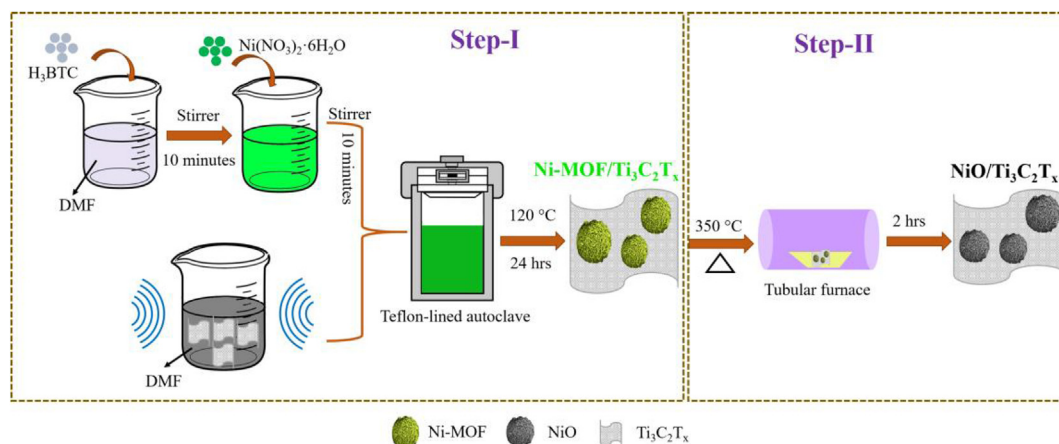 Step-I
H₃BTC
Ni(NO₃)₂·6H₂O
Stirrer
10 minutes
DMF
Stirrer
10 minutes
DMF
Teflon-lined autoclave
120 °C
24 hrs
Ni-MOF/Ti₃C₂Tₓ
Step-II
350 °C
Tubular furnace
2 hrs
NiO/Ti₃C₂Tₓ
Ni-MOF
NiO
Ti₃C₂Tₓ